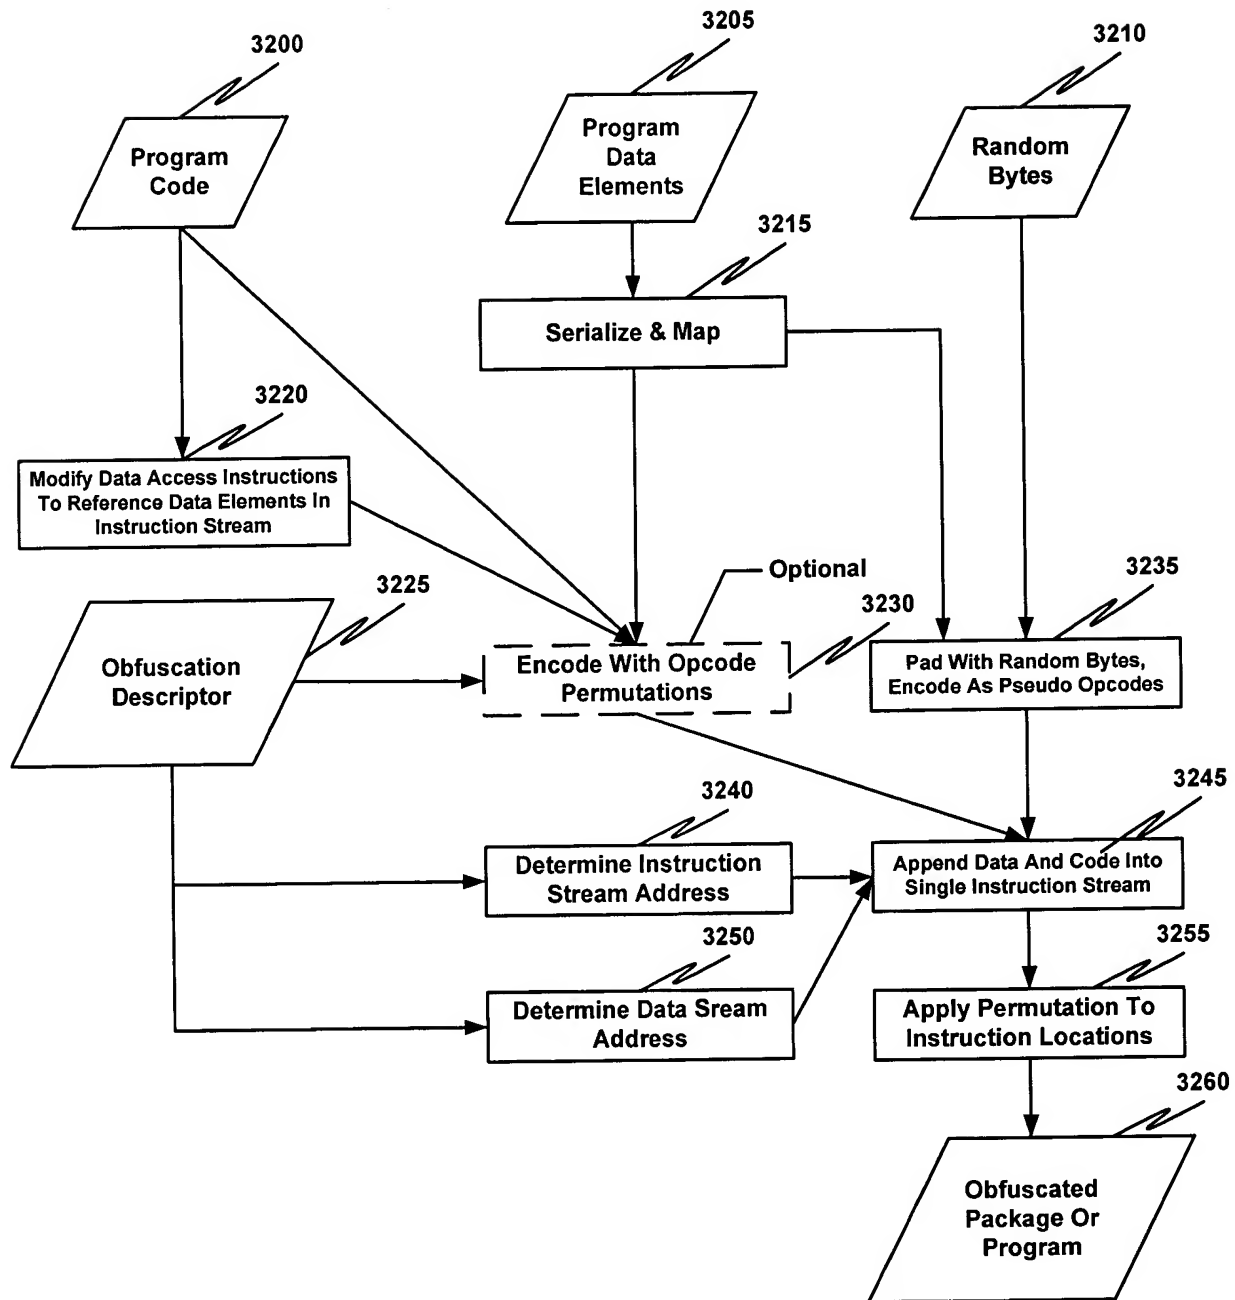 3200
3205
3210
Program
Code
Program
Data
Elements
Random
Bytes
3215
Serialize & Map
3220
Modify Data Access Instructions
To Reference Data Elements In
Instruction Stream
Optional
3225
3230
3235
Obfuscation
Descriptor
Encode With Opcode
Permutations
Pad With Random Bytes,
Encode As Pseudo Opcodes
3240
3245
Determine Instruction
Stream Address
Append Data And Code Into
Single Instruction Stream
3250
3255
Determine Data Sream
Address
Apply Permutation To
Instruction Locations
3260
Obfuscated
Package Or
Program